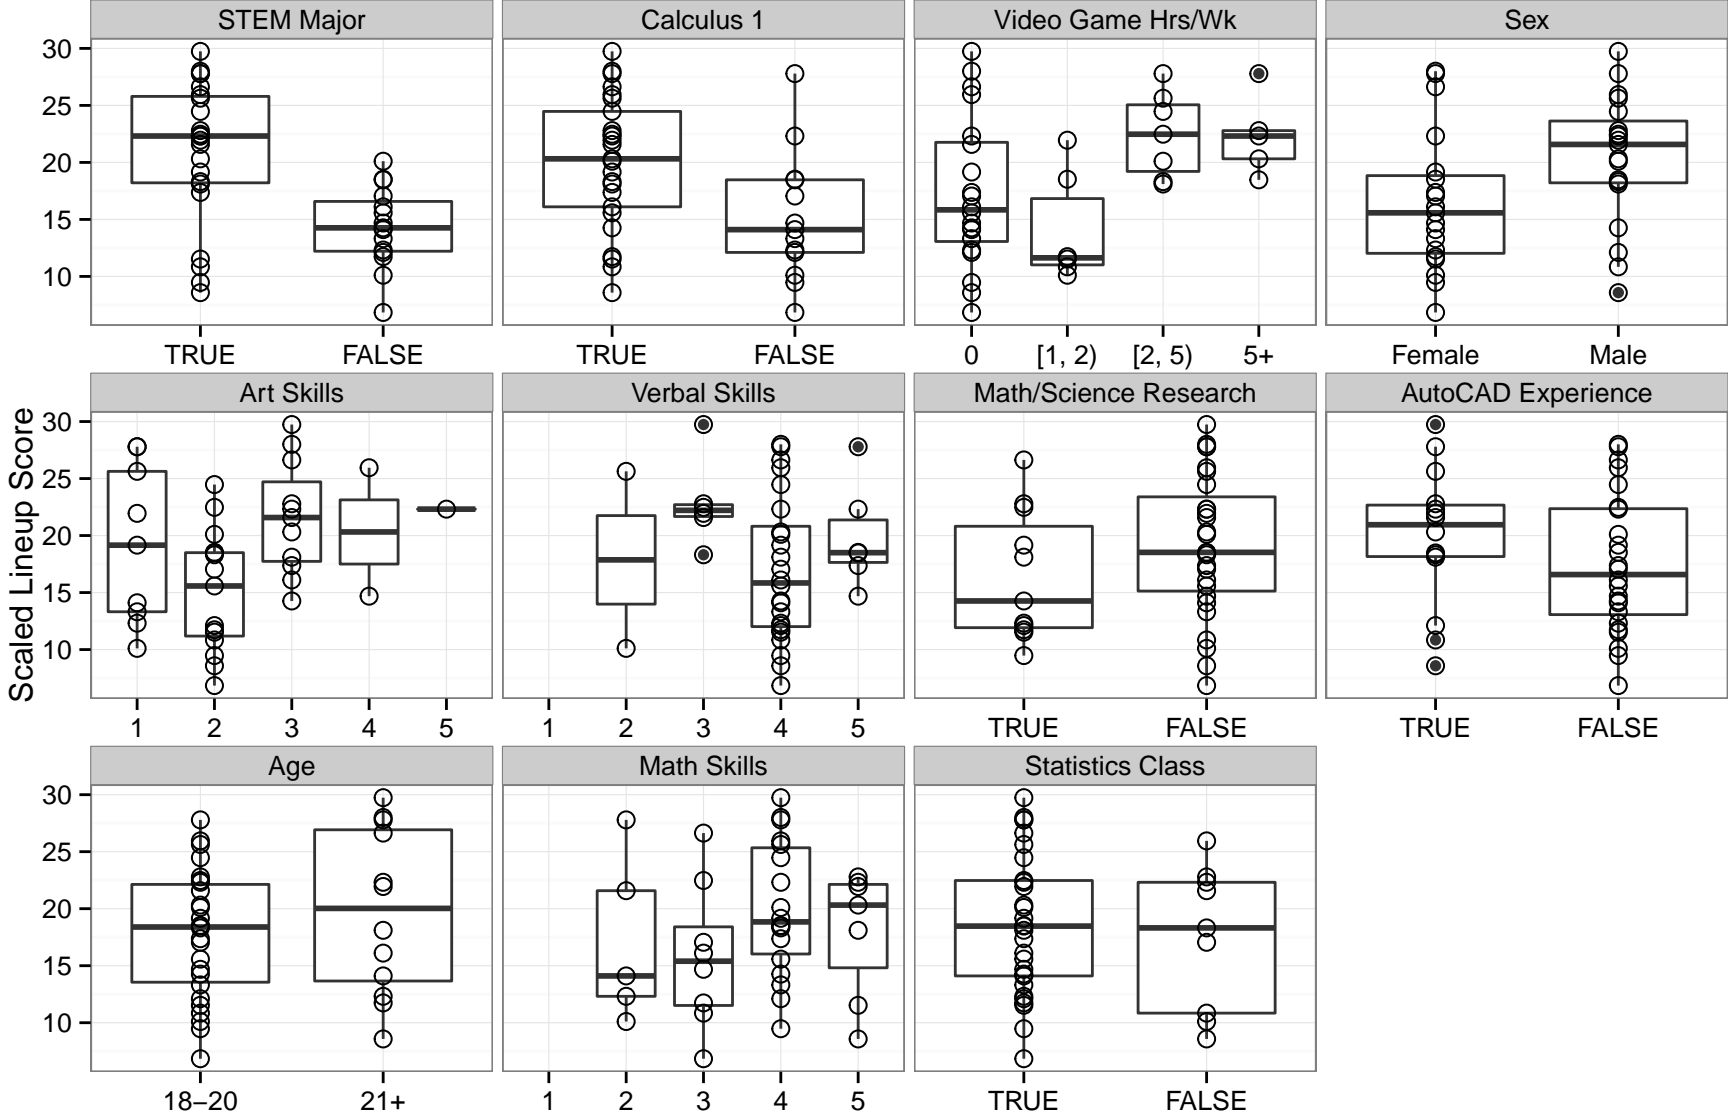 STEM Major Calculus 1 Video Game Hrs/Wk Sex
30
25
20
15
10
TRUE FALSE TRUE FALSE 0 [1, 2) [2, 5) 5+ Female Male
Art Skills Verbal Skills Math/Science Research AutoCAD Experience
Scaled Lineup Score
30
25
20
15
10
1 2 3 4 5 1 2 3 4 5 TRUE FALSE TRUE FALSE
Age Math Skills Statistics Class
30
25
20
15
10
18–20 21+ 1 2 3 4 5 TRUE FALSE